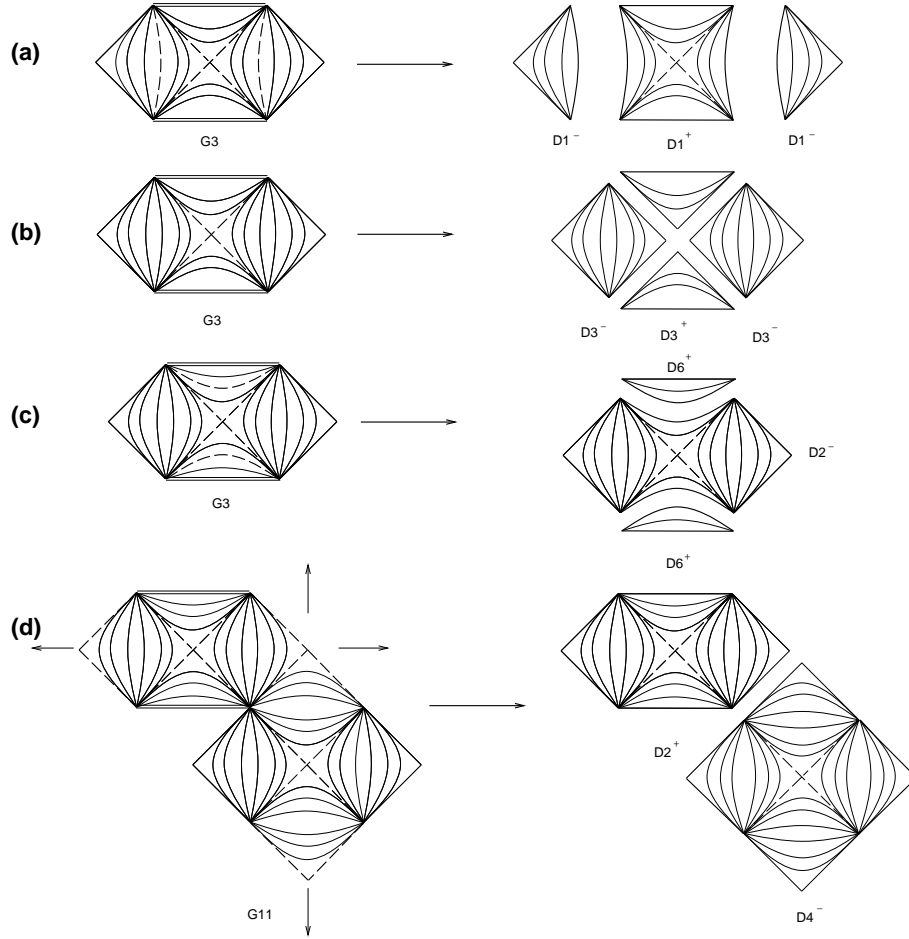 (a)
G3
D1⁻ D1⁺ D1⁻
(b)
G3
D3⁻ D3⁺ D3⁻
(c)
G3
D6⁺
D2⁻
D6⁺
(d)
G11
D2⁺
D4⁻